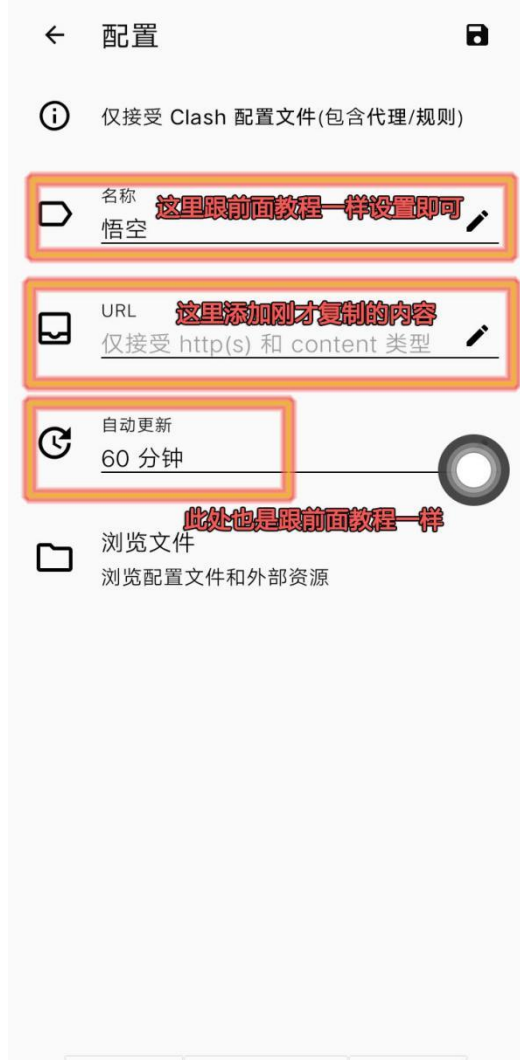 配置
仅接受 Clash 配置文件(包含代理/规则)
名称
这里跟前面教程一样设置即可
悟空
URL
这里添加刚才复制的内容
仅接受 http(s) 和 content 类型
自动更新
60 分钟
此处也是跟前面教程一样
浏览文件
浏览配置文件和外部资源